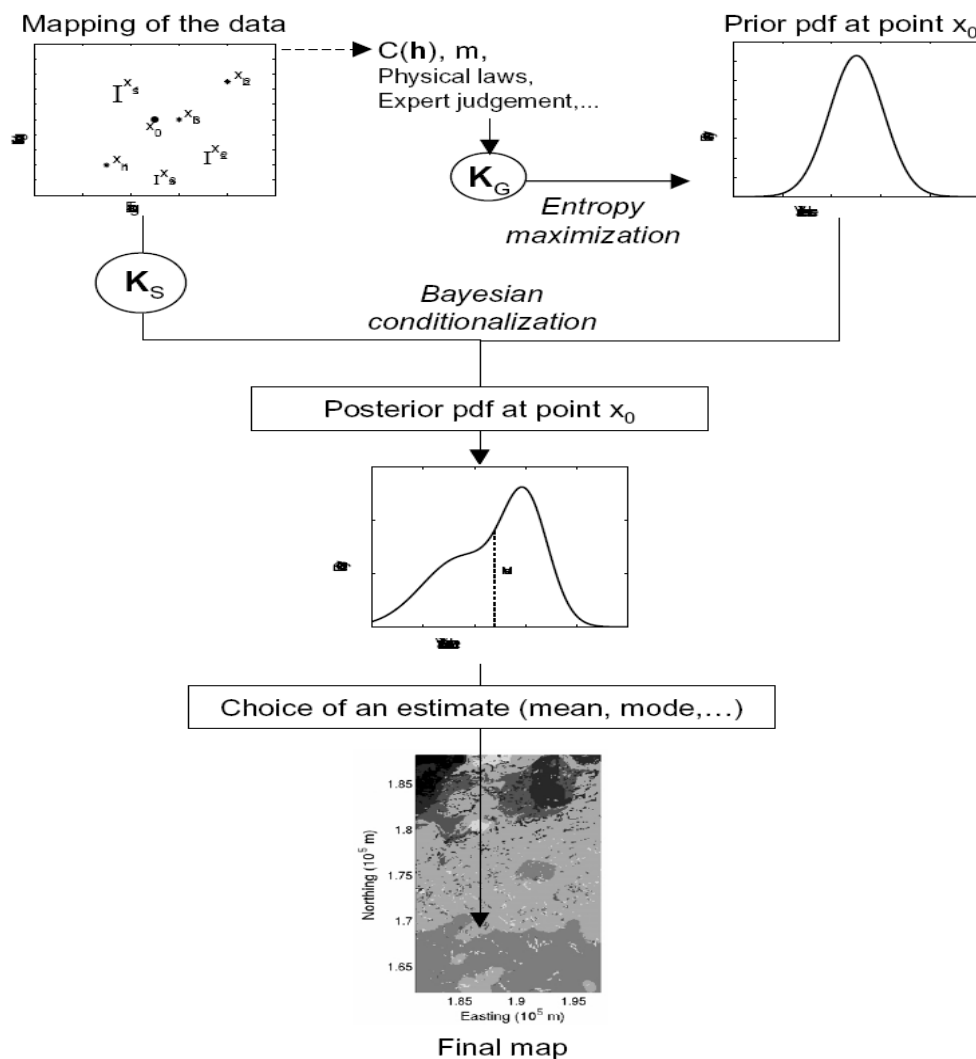 Mapping of the data
Prior pdf at point x0
C(h), m,
Physical laws,
Expert judgement,...
x0
KG
Entropy
maximization
KS
Bayesian
conditionalization
Posterior pdf at point x0
Choice of an estimate (mean, mode,…)
1.85
1.8
1.75
1.7
1.65
Northing (10^5 m)
1.85
1.9
1.95
Easting (10^5 m)
Final map